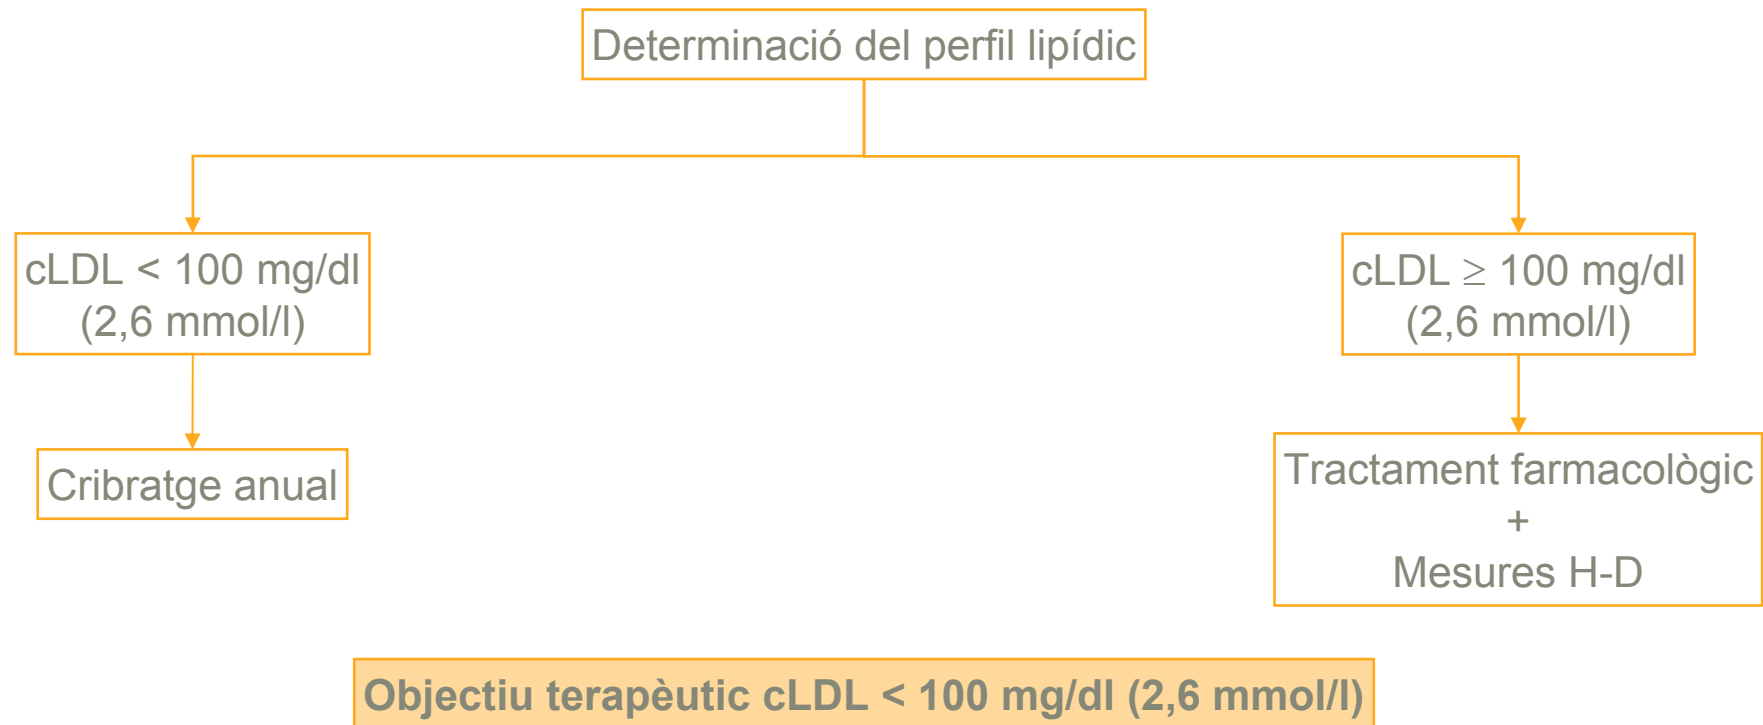 Determinació del perfil lipídic
cLDL < 100 mg/dl
(2,6 mmol/l)
cLDL ≥ 100 mg/dl
(2,6 mmol/l)
Cribratge anual
Tractament farmacològic
+
Mesures H-D
Objectiu terapèutic cLDL < 100 mg/dl (2,6 mmol/l)